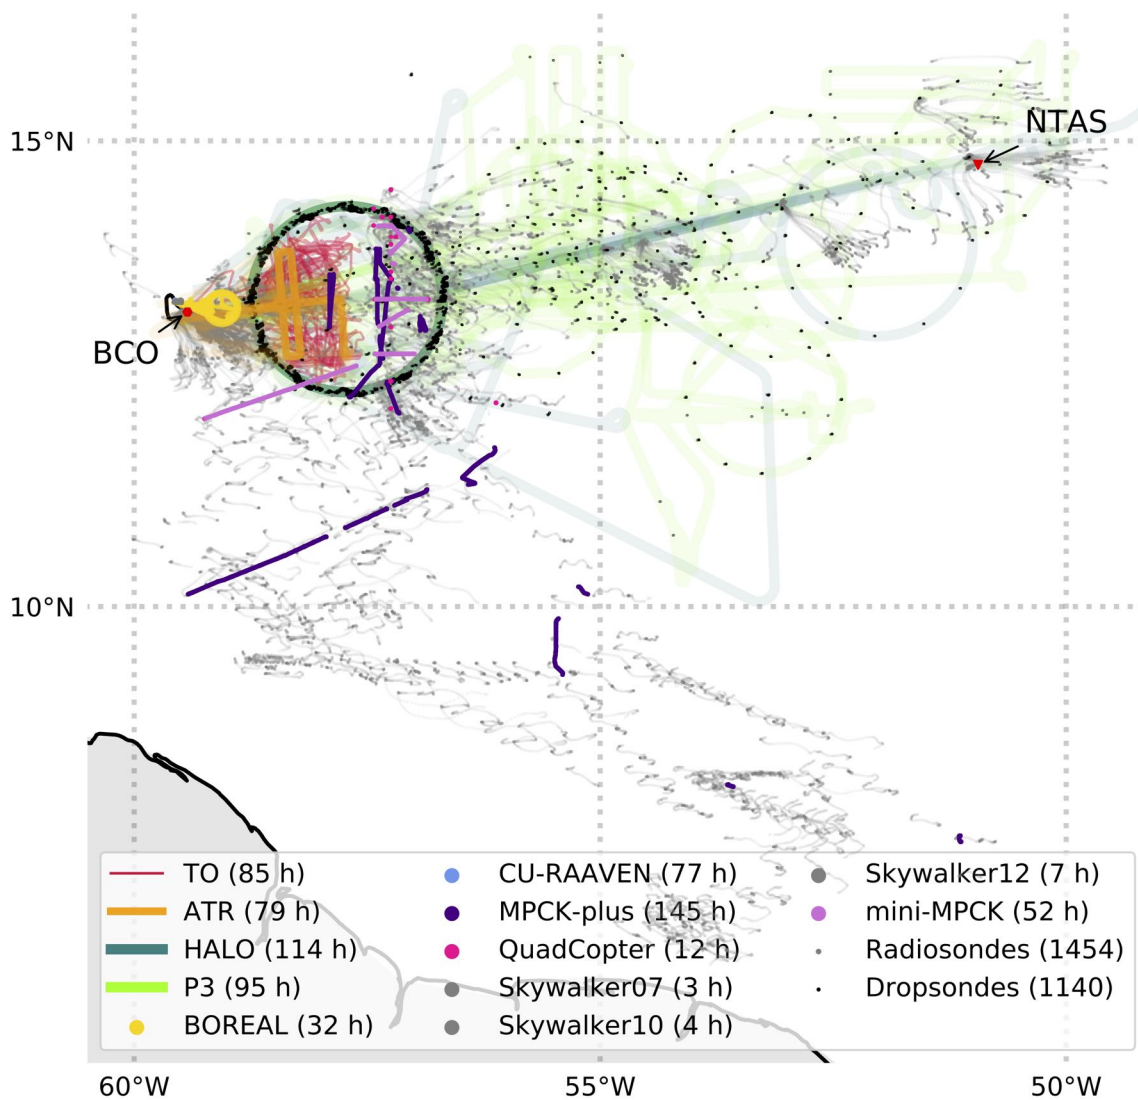 15°N
NTAS
BCO
10°N
TO (85 h)
ATR (79 h)
HALO (114 h)
P3 (95 h)
BOREAL (32 h)
CU-RAAVEN (77 h)
MPCK-plus (145 h)
QuadCopter (12 h)
Skywalker07 (3 h)
Skywalker10 (4 h)
Skywalker12 (7 h)
mini-MPCK (52 h)
Radiosondes (1454)
Dropsondes (1140)
60°W 55°W 50°W